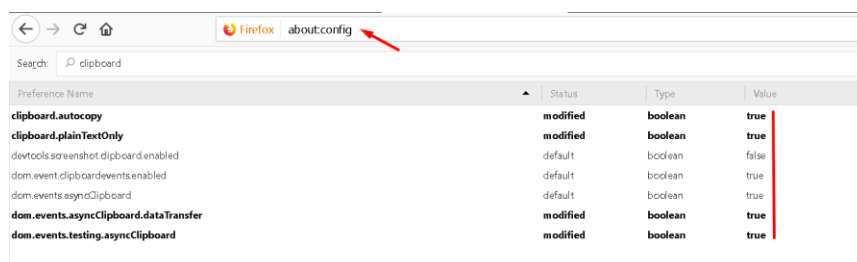 Firefox about:config
Search: clipboard
Preference Name Status Type Value
clipboard.autocopy modified boolean true
clipboard.plainTextOnly modified boolean true
devtools.screenshot.clipboard.enabled default boolean false
dom.event.clipboardevents.enabled default boolean true
dom.events.asyncClipboard default boolean true
dom.events.asyncClipboard.dataTransfer modified boolean true
dom.events.testing.asyncClipboard modified boolean true